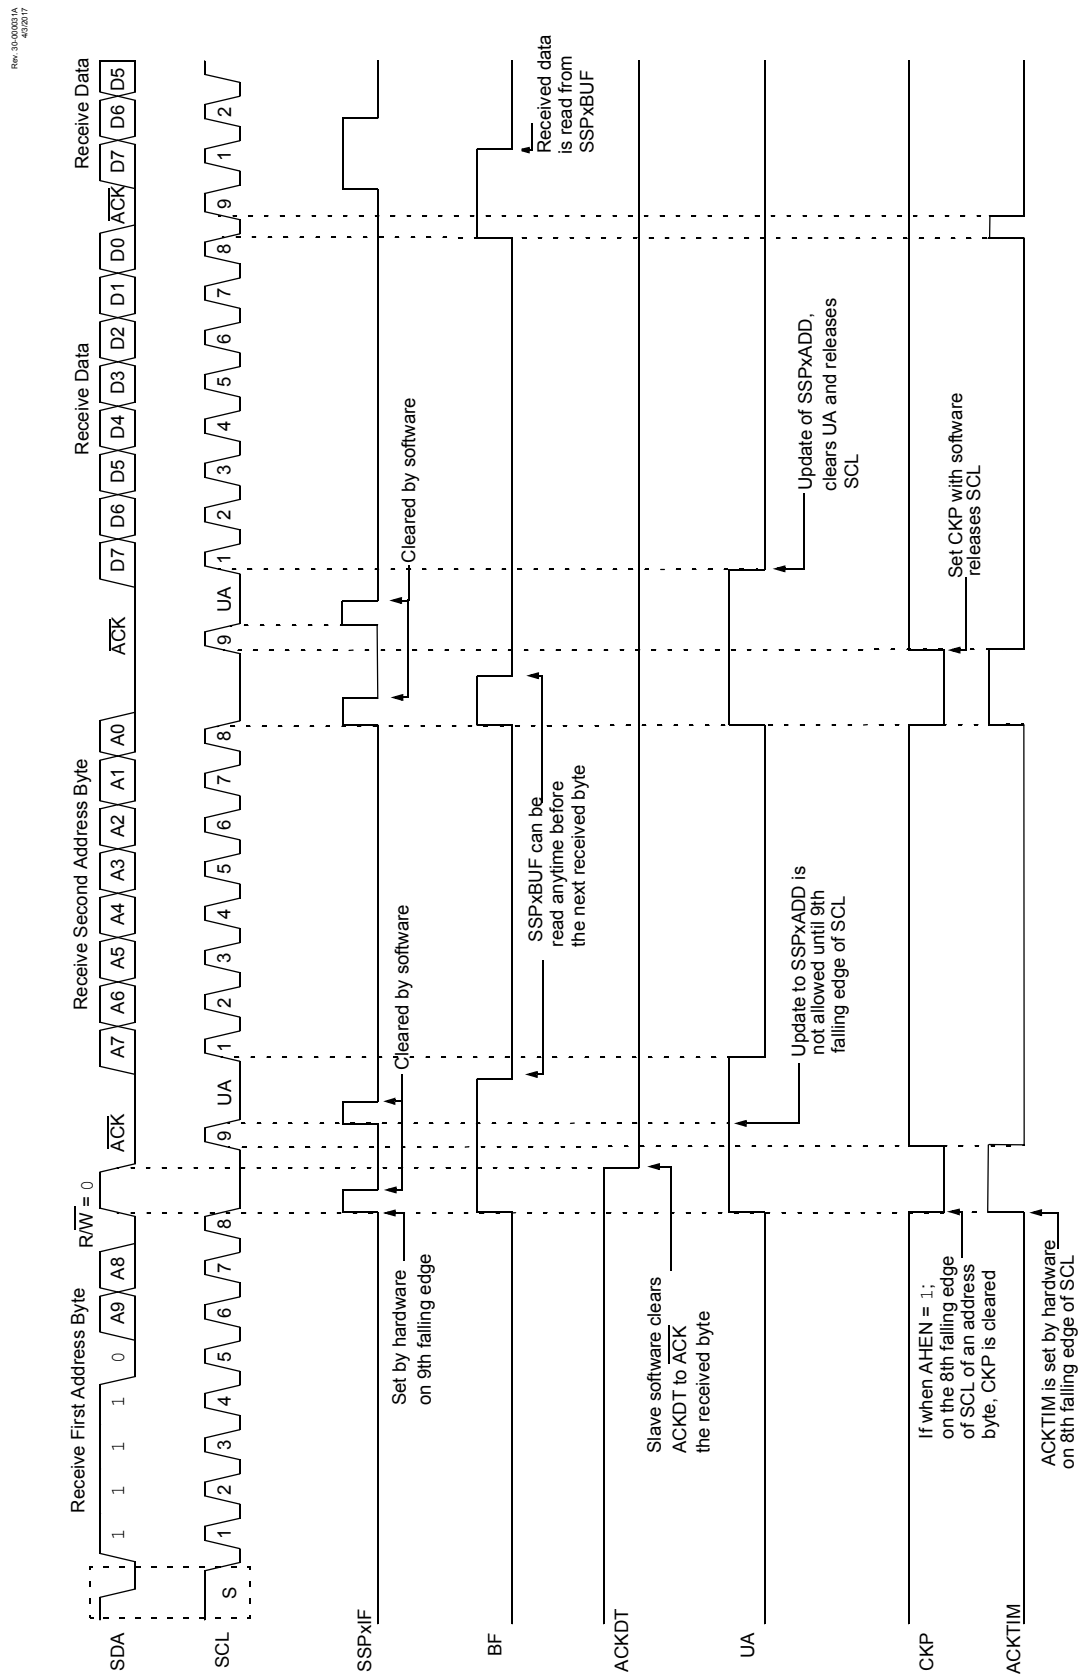 Rev. 30-000031A
4/3/2017
Receive First Address Byte
R/W = 0
Receive Second Address Byte
Receive Data
Receive Data
SDA
1 1 1 1 0 A9 A8
ACK
A7 A6 A5 A4 A3 A2 A1 A0
ACK
D7 D6 D5 D4 D3 D2 D1 D0
ACK
D7 D6 D5
SCL
S
1 2 3 4 5 6 7 8 9 UA
1 2 3 4 5 6 7 8 9 UA
1 2 3 4 5 6 7 8 9
1 2
SSPxIF
Set by hardware
on 9th falling edge
Cleared by software
Cleared by software
BF
SSPxBUF can be
read anytime before
the next received byte
Received data
is read from
SSPxBUF
ACKDT
Slave software clears
ACKDT to ACK
the received byte
UA
Update to SSPxADD is
not allowed until 9th
falling edge of SCL
Update of SSPxADD,
clears UA and releases
SCL
CKP
If when AHEN = 1;
on the 8th falling edge
of SCL of an address
byte, CKP is cleared
Set CKP with software
releases SCL
ACKTIM
ACKTIM is set by hardware
on 8th falling edge of SCL